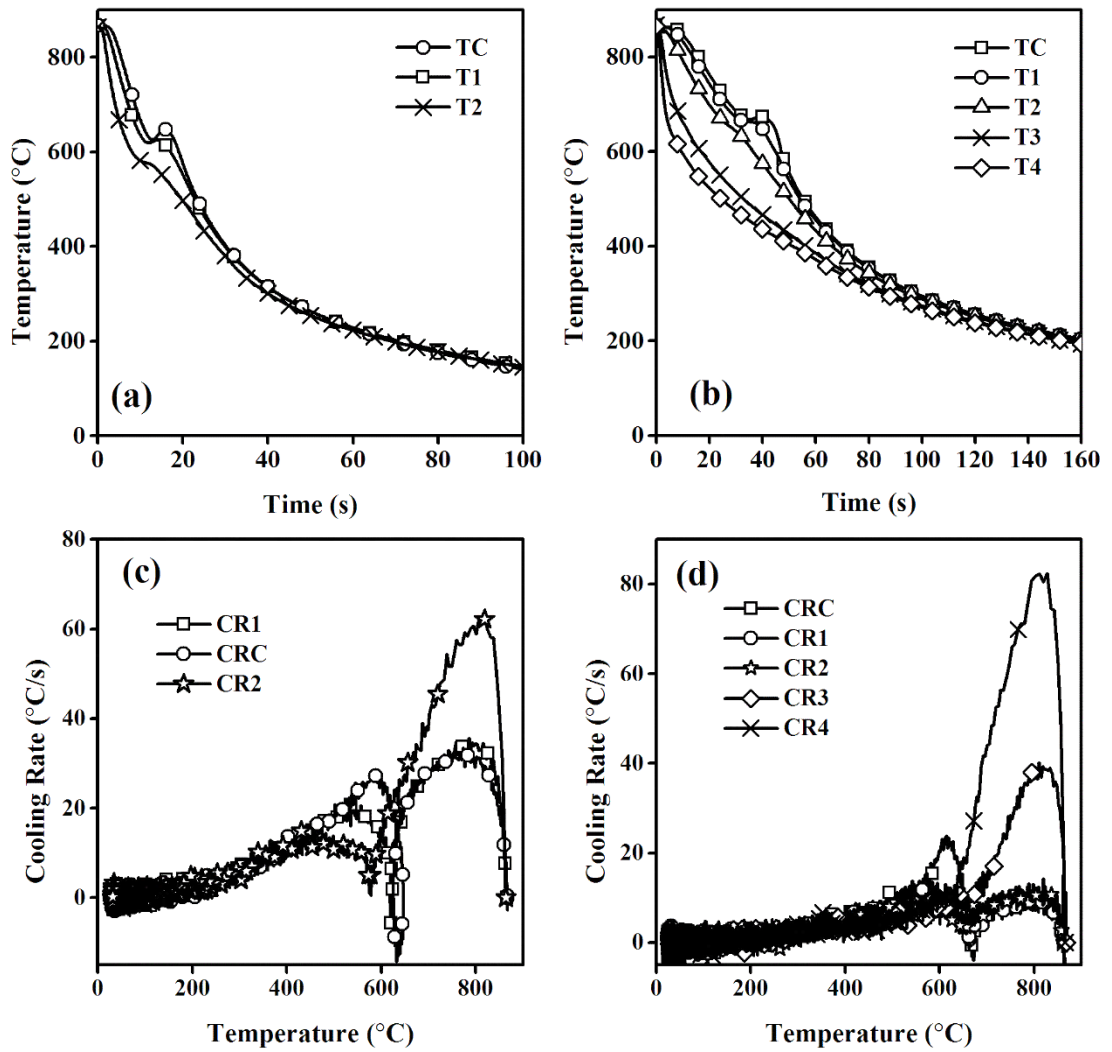 TC
T1
T2
Temperature (°C)
800
600
400
200
0
(a)
0
20
40
60
80
100
Time (s)
TC
T1
T2
T3
T4
Temperature (°C)
800
600
400
200
0
(b)
0
20
40
60
80
100
120
140
160
Time (s)
(c)
CR1
CRC
CR2
Cooling Rate (°C/s)
80
60
40
20
0
0
200
400
600
800
Temperature (°C)
(d)
CRC
CR1
CR2
CR3
CR4
Cooling Rate (°C/s)
80
60
40
20
0
0
200
400
600
800
Temperature (°C)